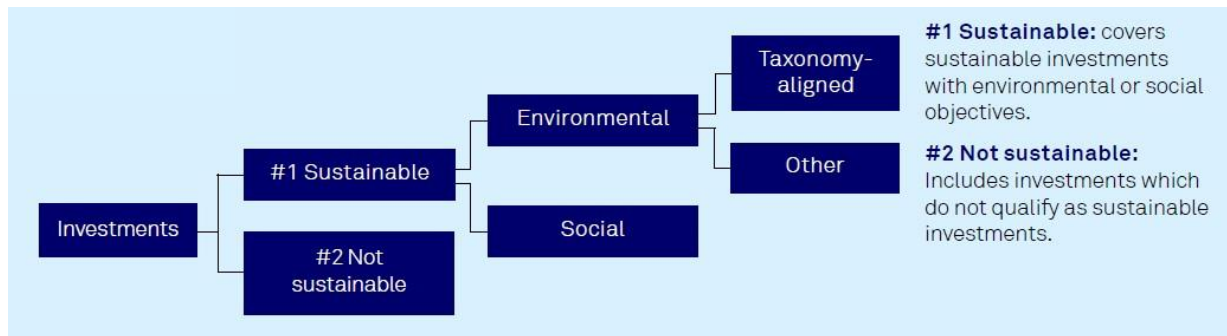 Investments
#1 Sustainable
#2 Not
sustainable
Environmental
Social
Taxonomy-
aligned
Other
#1 Sustainable: covers
sustainable investments
with environmental or social
objectives.
#2 Not sustainable:
Includes investments which
do not qualify as sustainable
investments.